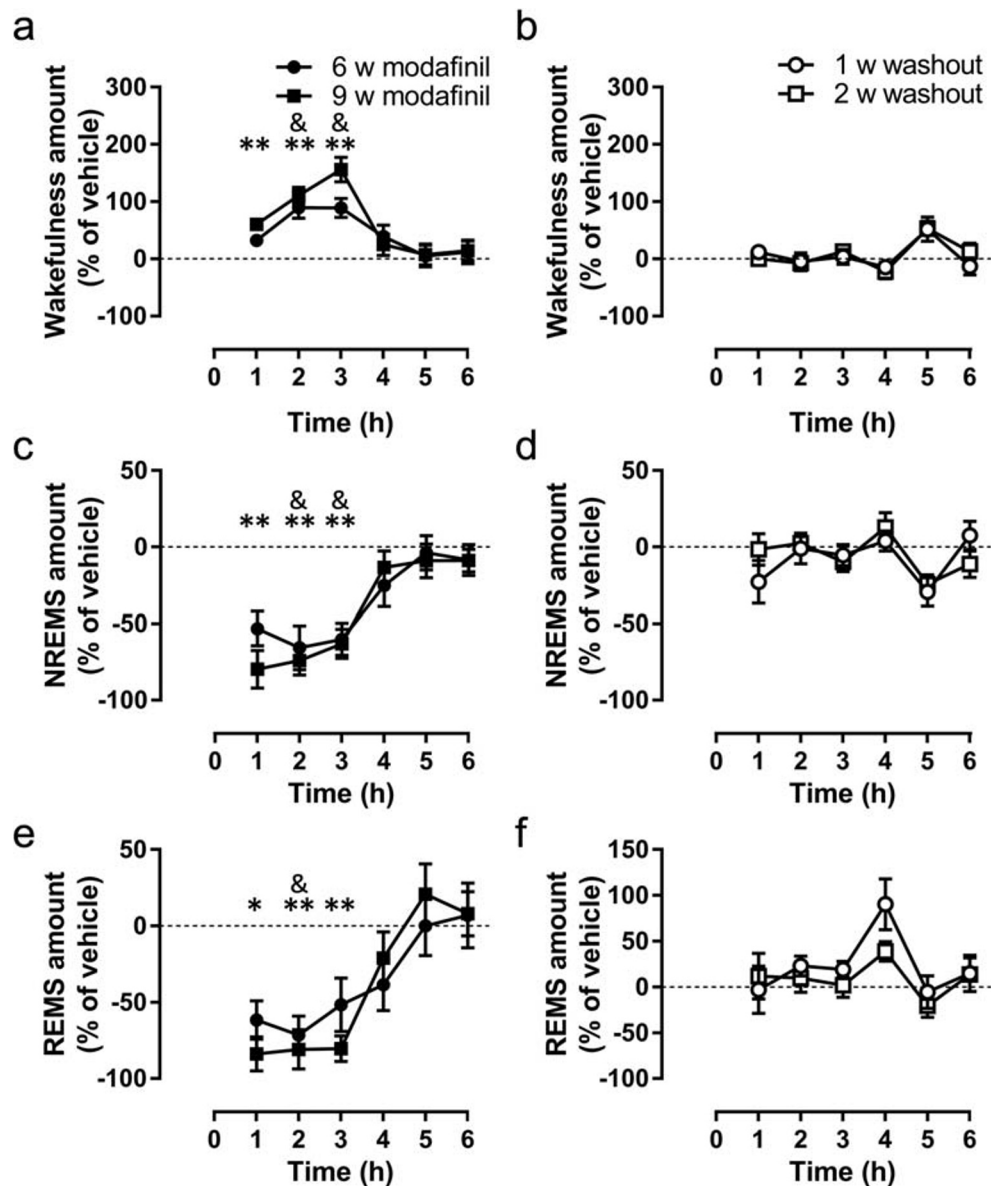 a
6 w modafinil
9 w modafinil
Wakefulness amount
(% of vehicle)
300
200
100
0
-100
& &
** ** **
0 1 2 3 4 5 6
Time (h)
b
1 w washout
2 w washout
Wakefulness amount
(% of vehicle)
300
200
100
0
-100
0 1 2 3 4 5 6
Time (h)
c
NREMS amount
(% of vehicle)
50
0
-50
-100
& &
** ** **
0 1 2 3 4 5 6
Time (h)
d
NREMS amount
(% of vehicle)
50
0
-50
-100
0 1 2 3 4 5 6
Time (h)
e
REMS amount
(% of vehicle)
50
0
-50
-100
&
* ** **
0 1 2 3 4 5 6
Time (h)
f
REMS amount
(% of vehicle)
150
100
50
0
-50
-100
0 1 2 3 4 5 6
Time (h)